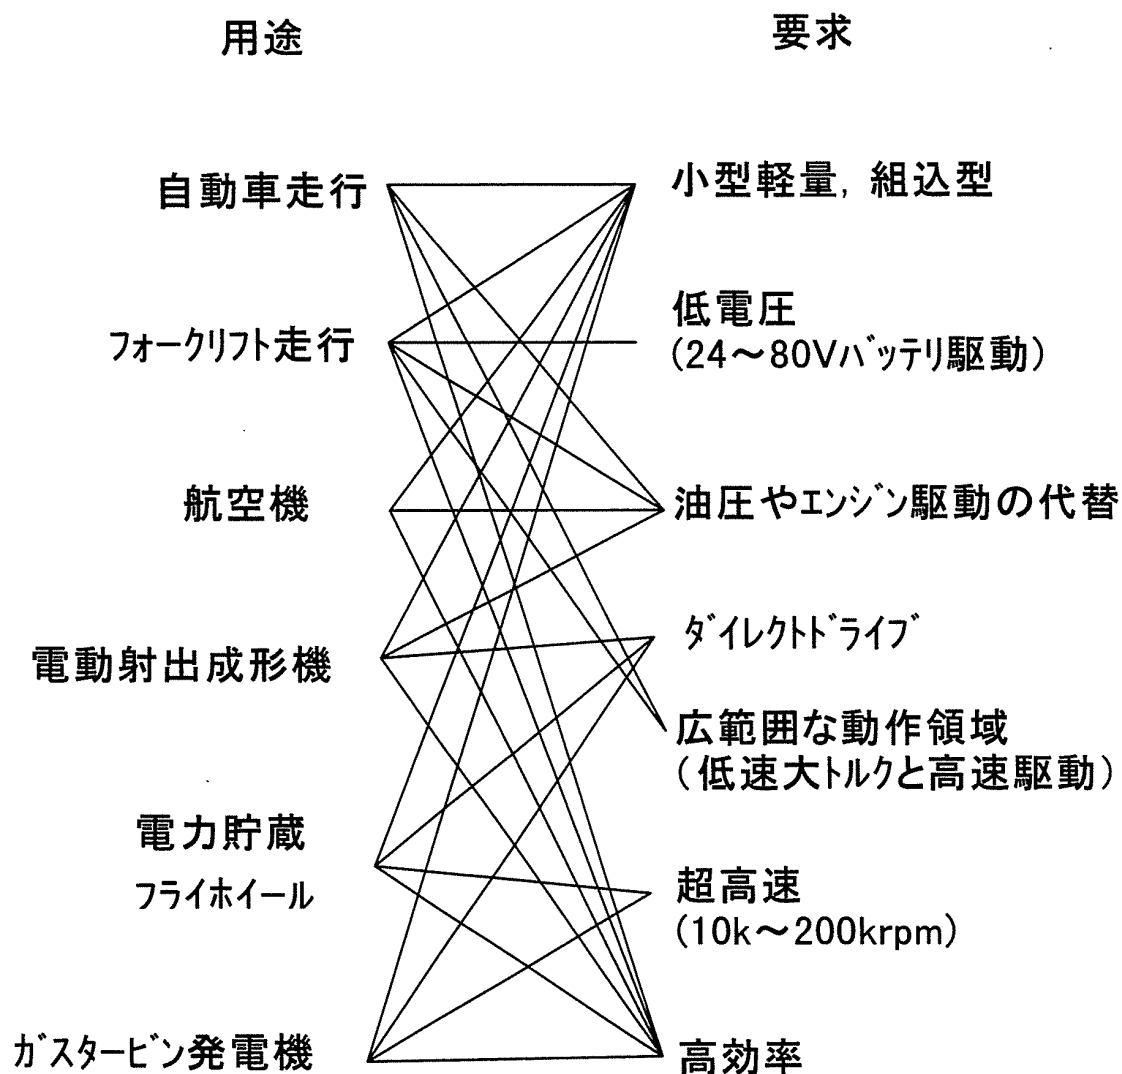 用途
要求
自動車走行
小型軽量, 組込型
フォークリフト走行
低電圧
(24～80Vバッテリ駆動)
航空機
油圧やエンジン駆動の代替
電動射出成形機
ダイレクトドライブ
広範囲な動作領域
(低速大トルクと高速駆動)
電力貯蔵
フライホイール
超高速
(10k～200krpm)
ガスタービン発電機
高効率